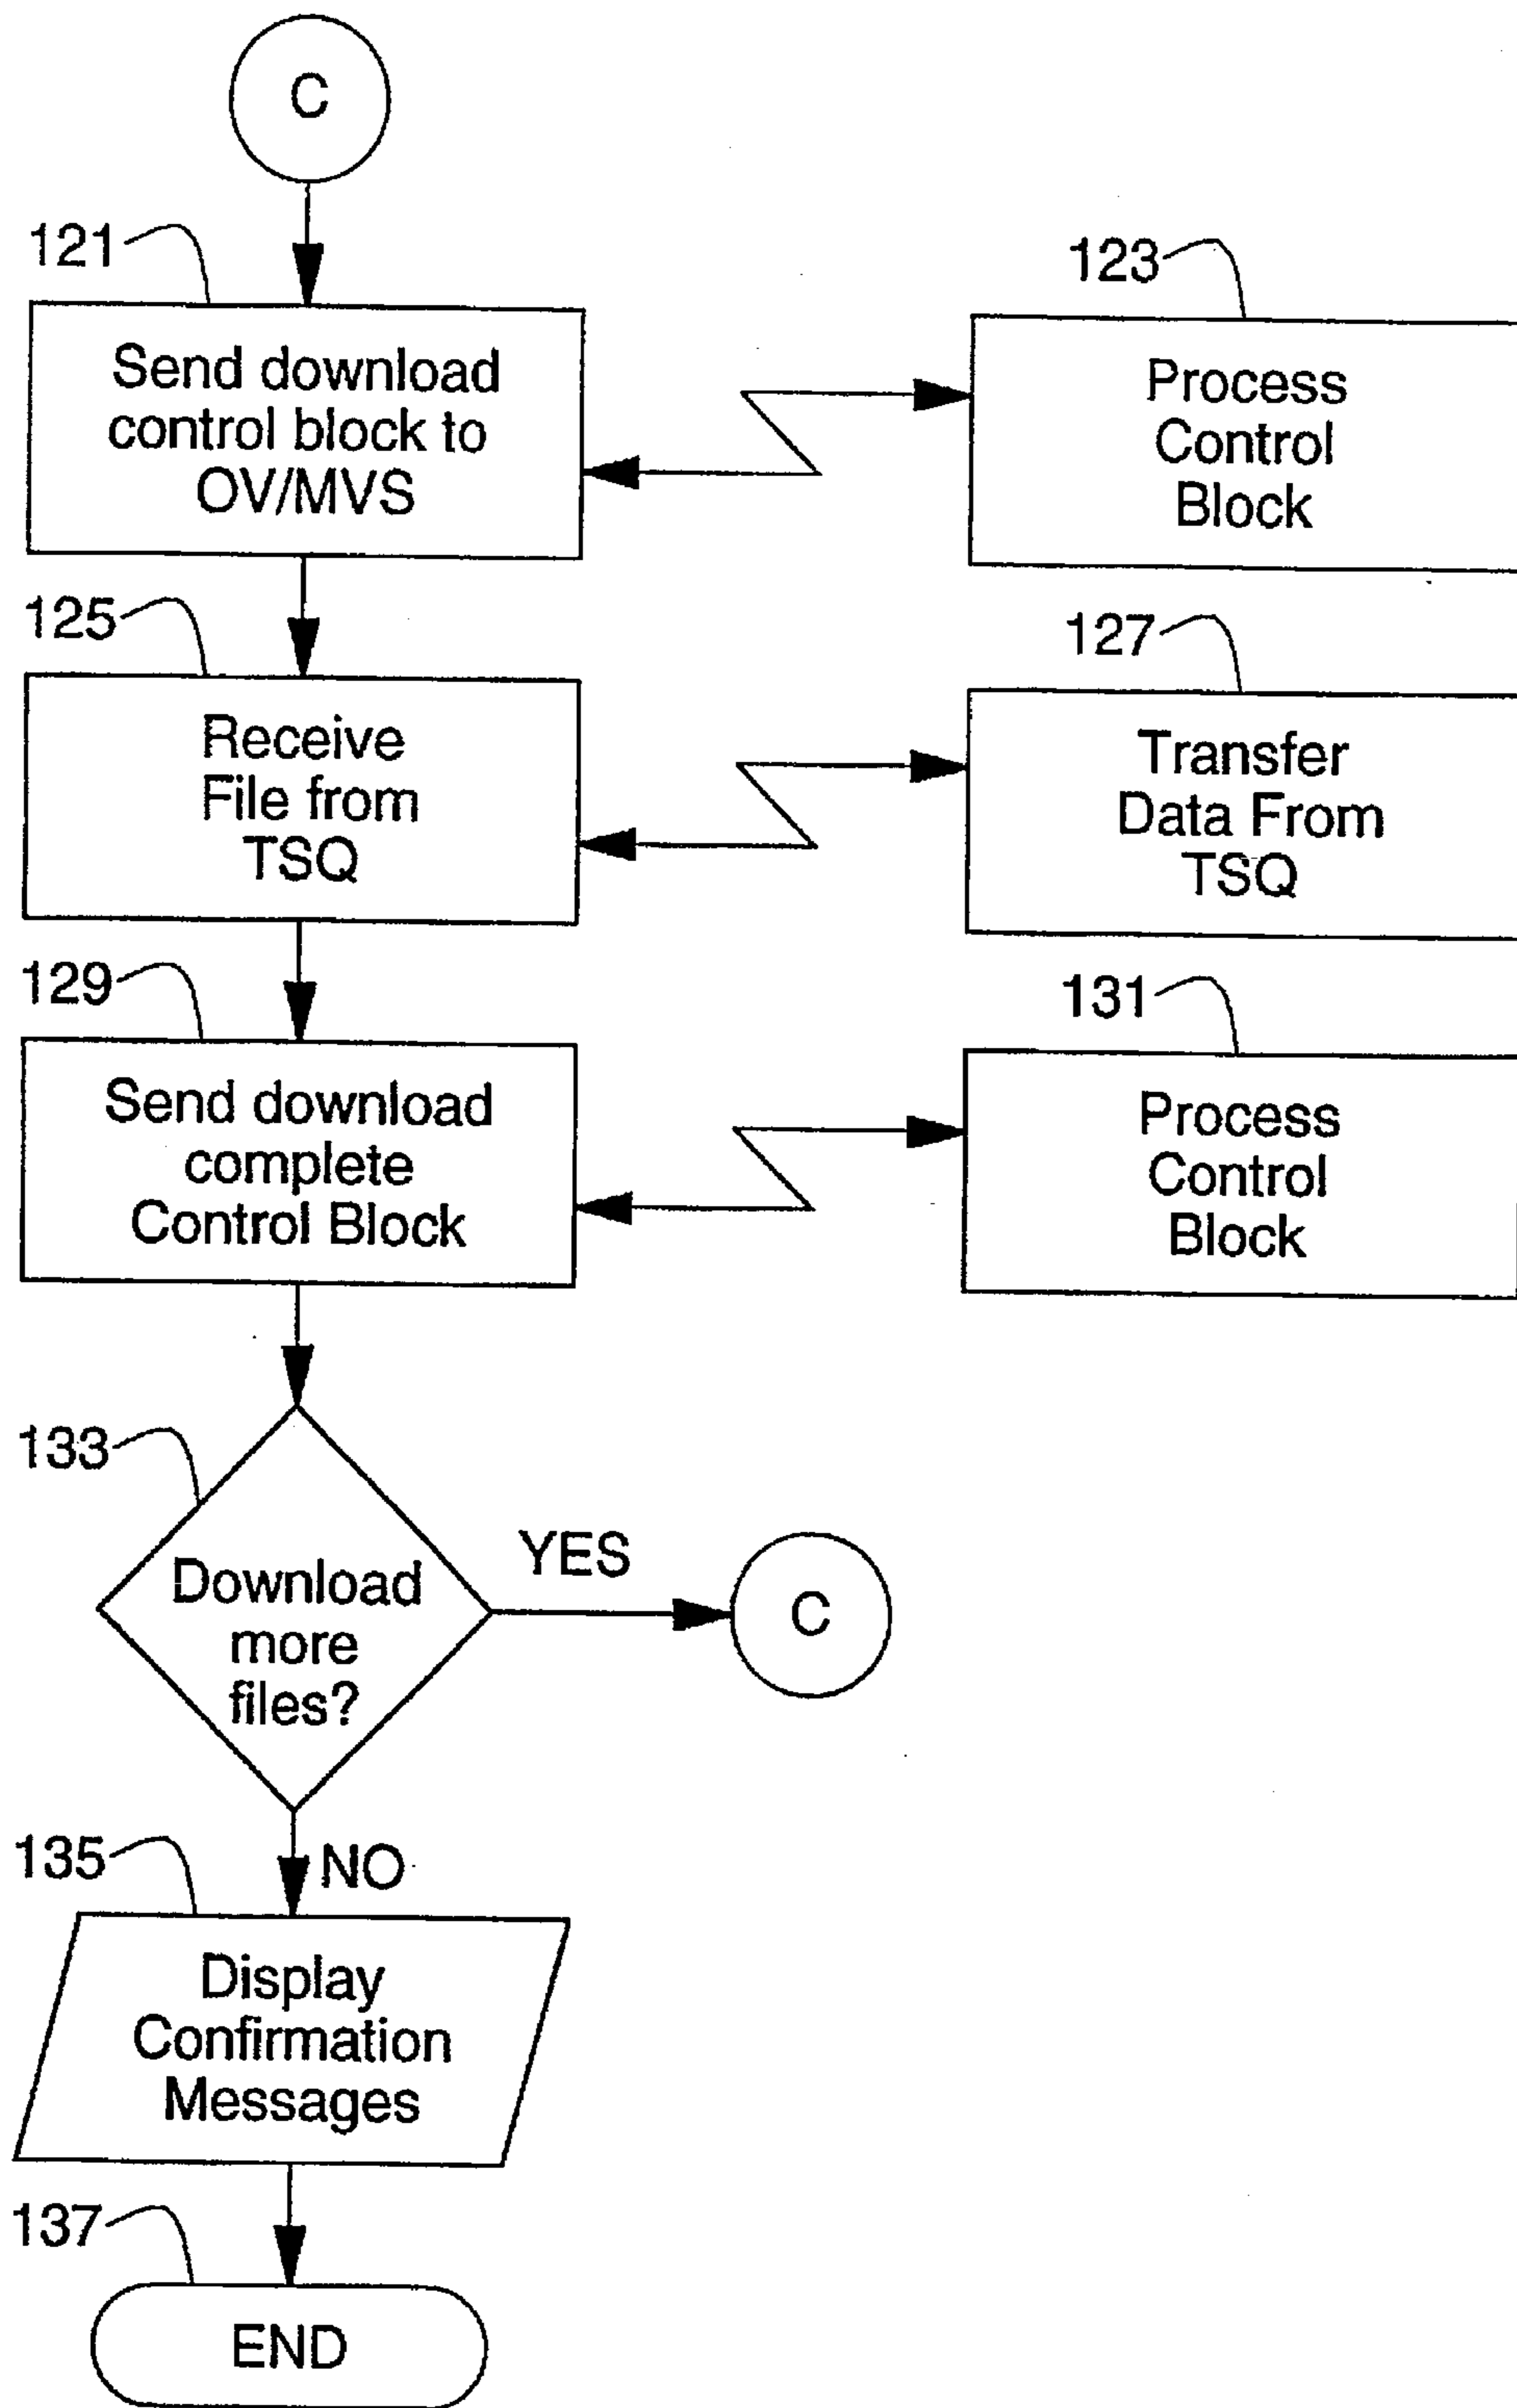 C
121
123
Send download
control block to
OV/MVS
Process
Control
Block
125
127
Receive
File from
TSQ
Transfer
Data From
TSQ
129
131
Send download
complete
Control Block
Process
Control
Block
133
Download
more
files?
YES
C
NO
135
Display
Confirmation
Messages
137
END